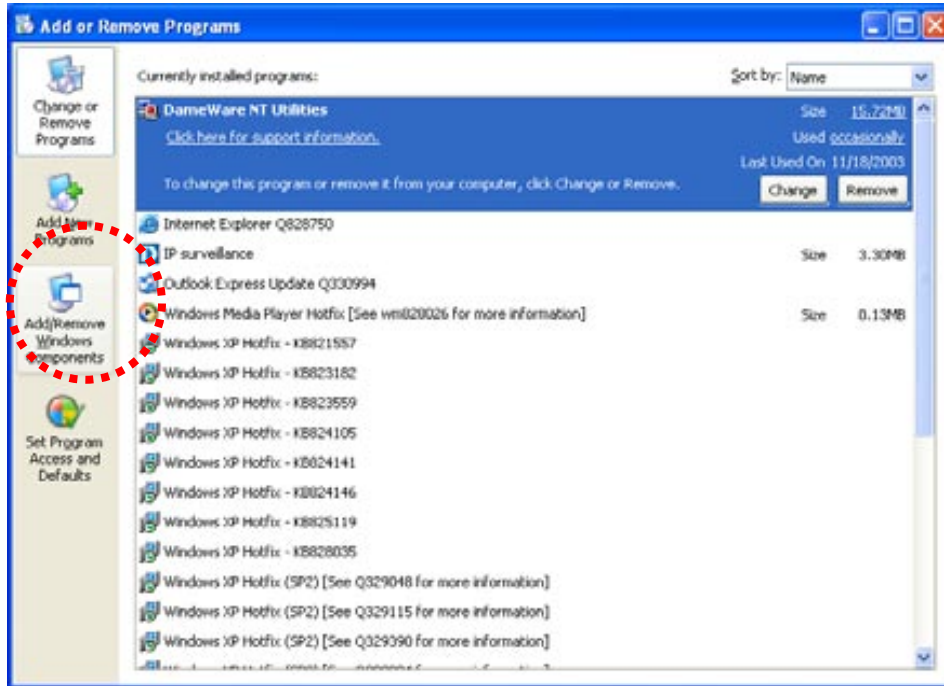 Add or Remove Programs
Change or
Remove
Programs
Add New
Programs
Add/Remove
Windows
Components
Set Program
Access and
Defaults
Currently installed programs:
Sort by: Name
DameWare NT Utilities Size 15.72MB
Click here for support information. Used occasionally
Last Used On 11/18/2003
To change this program or remove it from your computer, click Change or Remove. Change Remove
Internet Explorer Q828750
IP surveillance Size 3.30MB
Outlook Express Update Q330994
Windows Media Player Hotfix [See wm828026 for more information] Size 0.13MB
Windows XP Hotfix - KB821557
Windows XP Hotfix - KB823182
Windows XP Hotfix - KB823559
Windows XP Hotfix - KB824105
Windows XP Hotfix - KB824141
Windows XP Hotfix - KB824146
Windows XP Hotfix - KB825119
Windows XP Hotfix - KB828035
Windows XP Hotfix (SP2) [See Q329048 for more information]
Windows XP Hotfix (SP2) [See Q329115 for more information]
Windows XP Hotfix (SP2) [See Q329390 for more information]